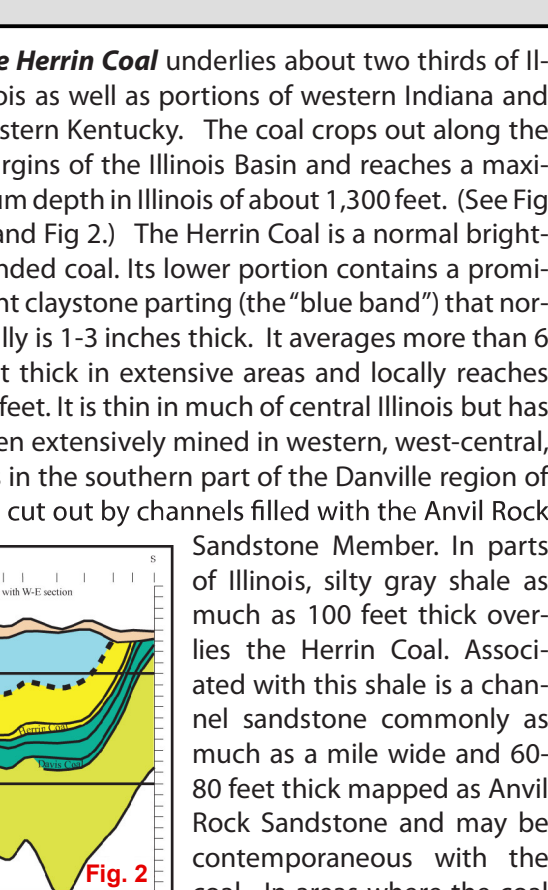 e Herrin Coal underlies about two thirds of Il-
ois as well as portions of western Indiana and
stern Kentucky. The coal crops out along the
rgins of the Illinois Basin and reaches a maxi-
um depth in Illinois of about 1,300 feet. (See Fig
and Fig 2.) The Herrin Coal is a normal bright-
nded coal. Its lower portion contains a promi-
nt claystone parting (the “blue band”) that nor-
lly is 1-3 inches thick. It averages more than 6
t thick in extensive areas and locally reaches
feet. It is thin in much of central Illinois but has
en extensively mined in western, west-central,
s in the southern part of the Danville region of
cut out by channels filled with the Anvil Rock
Sandstone Member. In parts
of Illinois, silty gray shale as
much as 100 feet thick over-
lies the Herrin Coal. Associ-
ated with this shale is a chan-
nel sandstone commonly as
much as a mile wide and 60-
80 feet thick mapped as Anvil
Rock Sandstone and may be
contemporaneous with the
coal. In areas where the coal
S
with W-E section
Herrin Coal
Davis Coal
Fig. 2